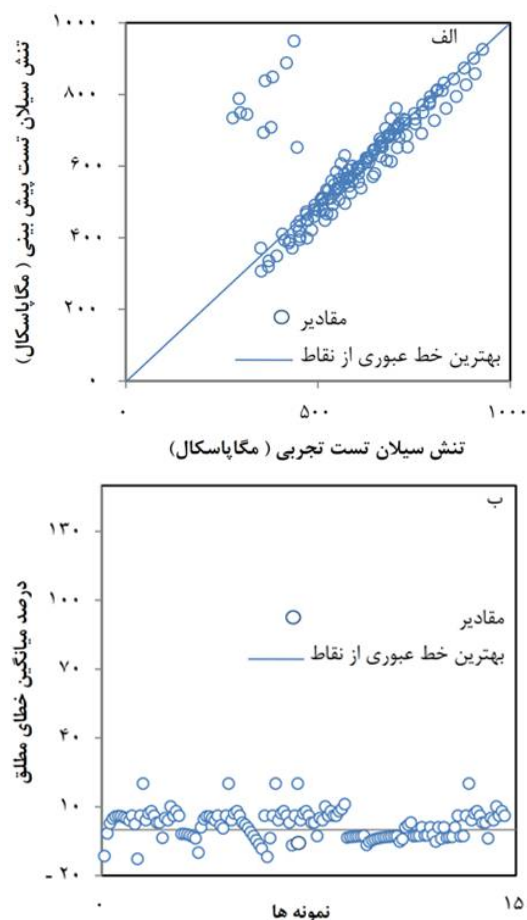 الف
۱۰۰۰
۸۰۰
۶۰۰
۴۰۰
۲۰۰
۰
تنش سیلان تست پیش بینی ( مگاپاسکال)
مقادیر
بهترین خط عبوری از نقاط
۰
۵۰۰
۱۰۰۰
تنش سیلان تست تجربی ( مگاپاسکال)
ب
۱۳۰
۱۰۰
۷۰
۴۰
۱۰
-۲۰
درصد میانگین خطای مطلق
مقادیر
بهترین خط عبوری از نقاط
۰
۱۵
نمونه ها